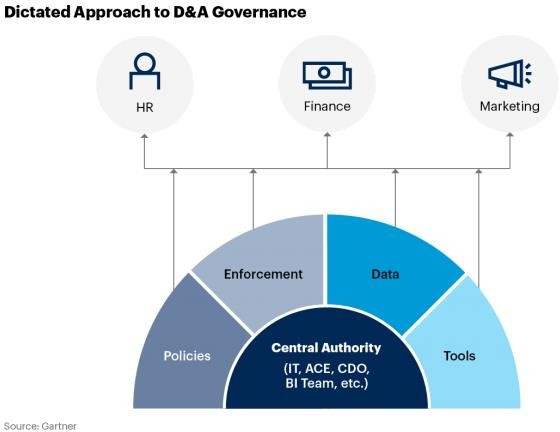 Dictated Approach to D&A Governance
HR
Finance
Marketing
Enforcement
Data
Policies
Central Authority
(IT, ACE, CDO,
BI Team, etc.)
Tools
Source: Gartner